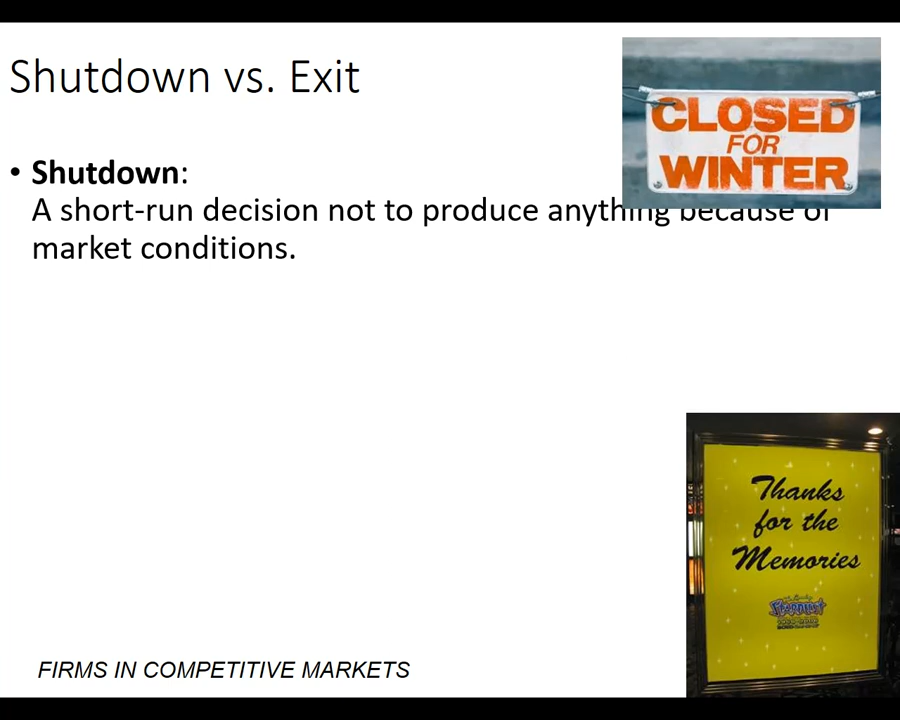 Shutdown vs. Exit
CLOSED
FOR
WINTER
• Shutdown:
A short-run decision not to produce anything because of
market conditions.
Thanks
for the
Memories
FIRMS IN COMPETITIVE MARKETS